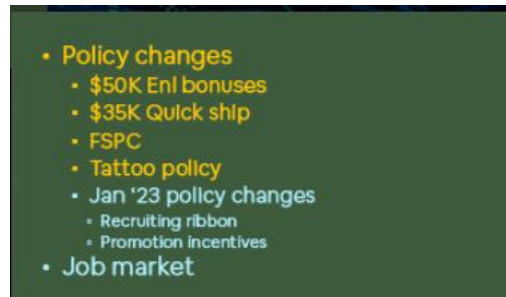 • Policy changes
▪ $50K Enl bonuses
▪ $35K Quick ship
▪ FSPC
▪ Tattoo policy
▪ Jan ‘23 policy changes
▫ Recruiting ribbon
▫ Promotion incentives
• Job market